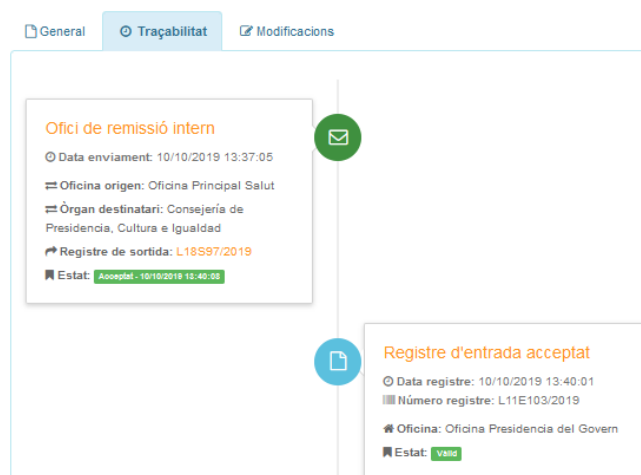 General Traçabilitat Modificacions
Ofici de remissió intern
Data enviament: 10/10/2019 13:37:05
Oficina origen: Oficina Principal Salut
Òrgan destinatari: Consejería de
Presidencia, Cultura e Igualdad
Registre de sortida: L18S97/2019
Estat: Acceptat - 10/10/2019 13:40:03
Registre d'entrada acceptat
Data registre: 10/10/2019 13:40:01
Número registre: L11E103/2019
Oficina: Oficina Presidencia del Govern
Estat: Vàlid